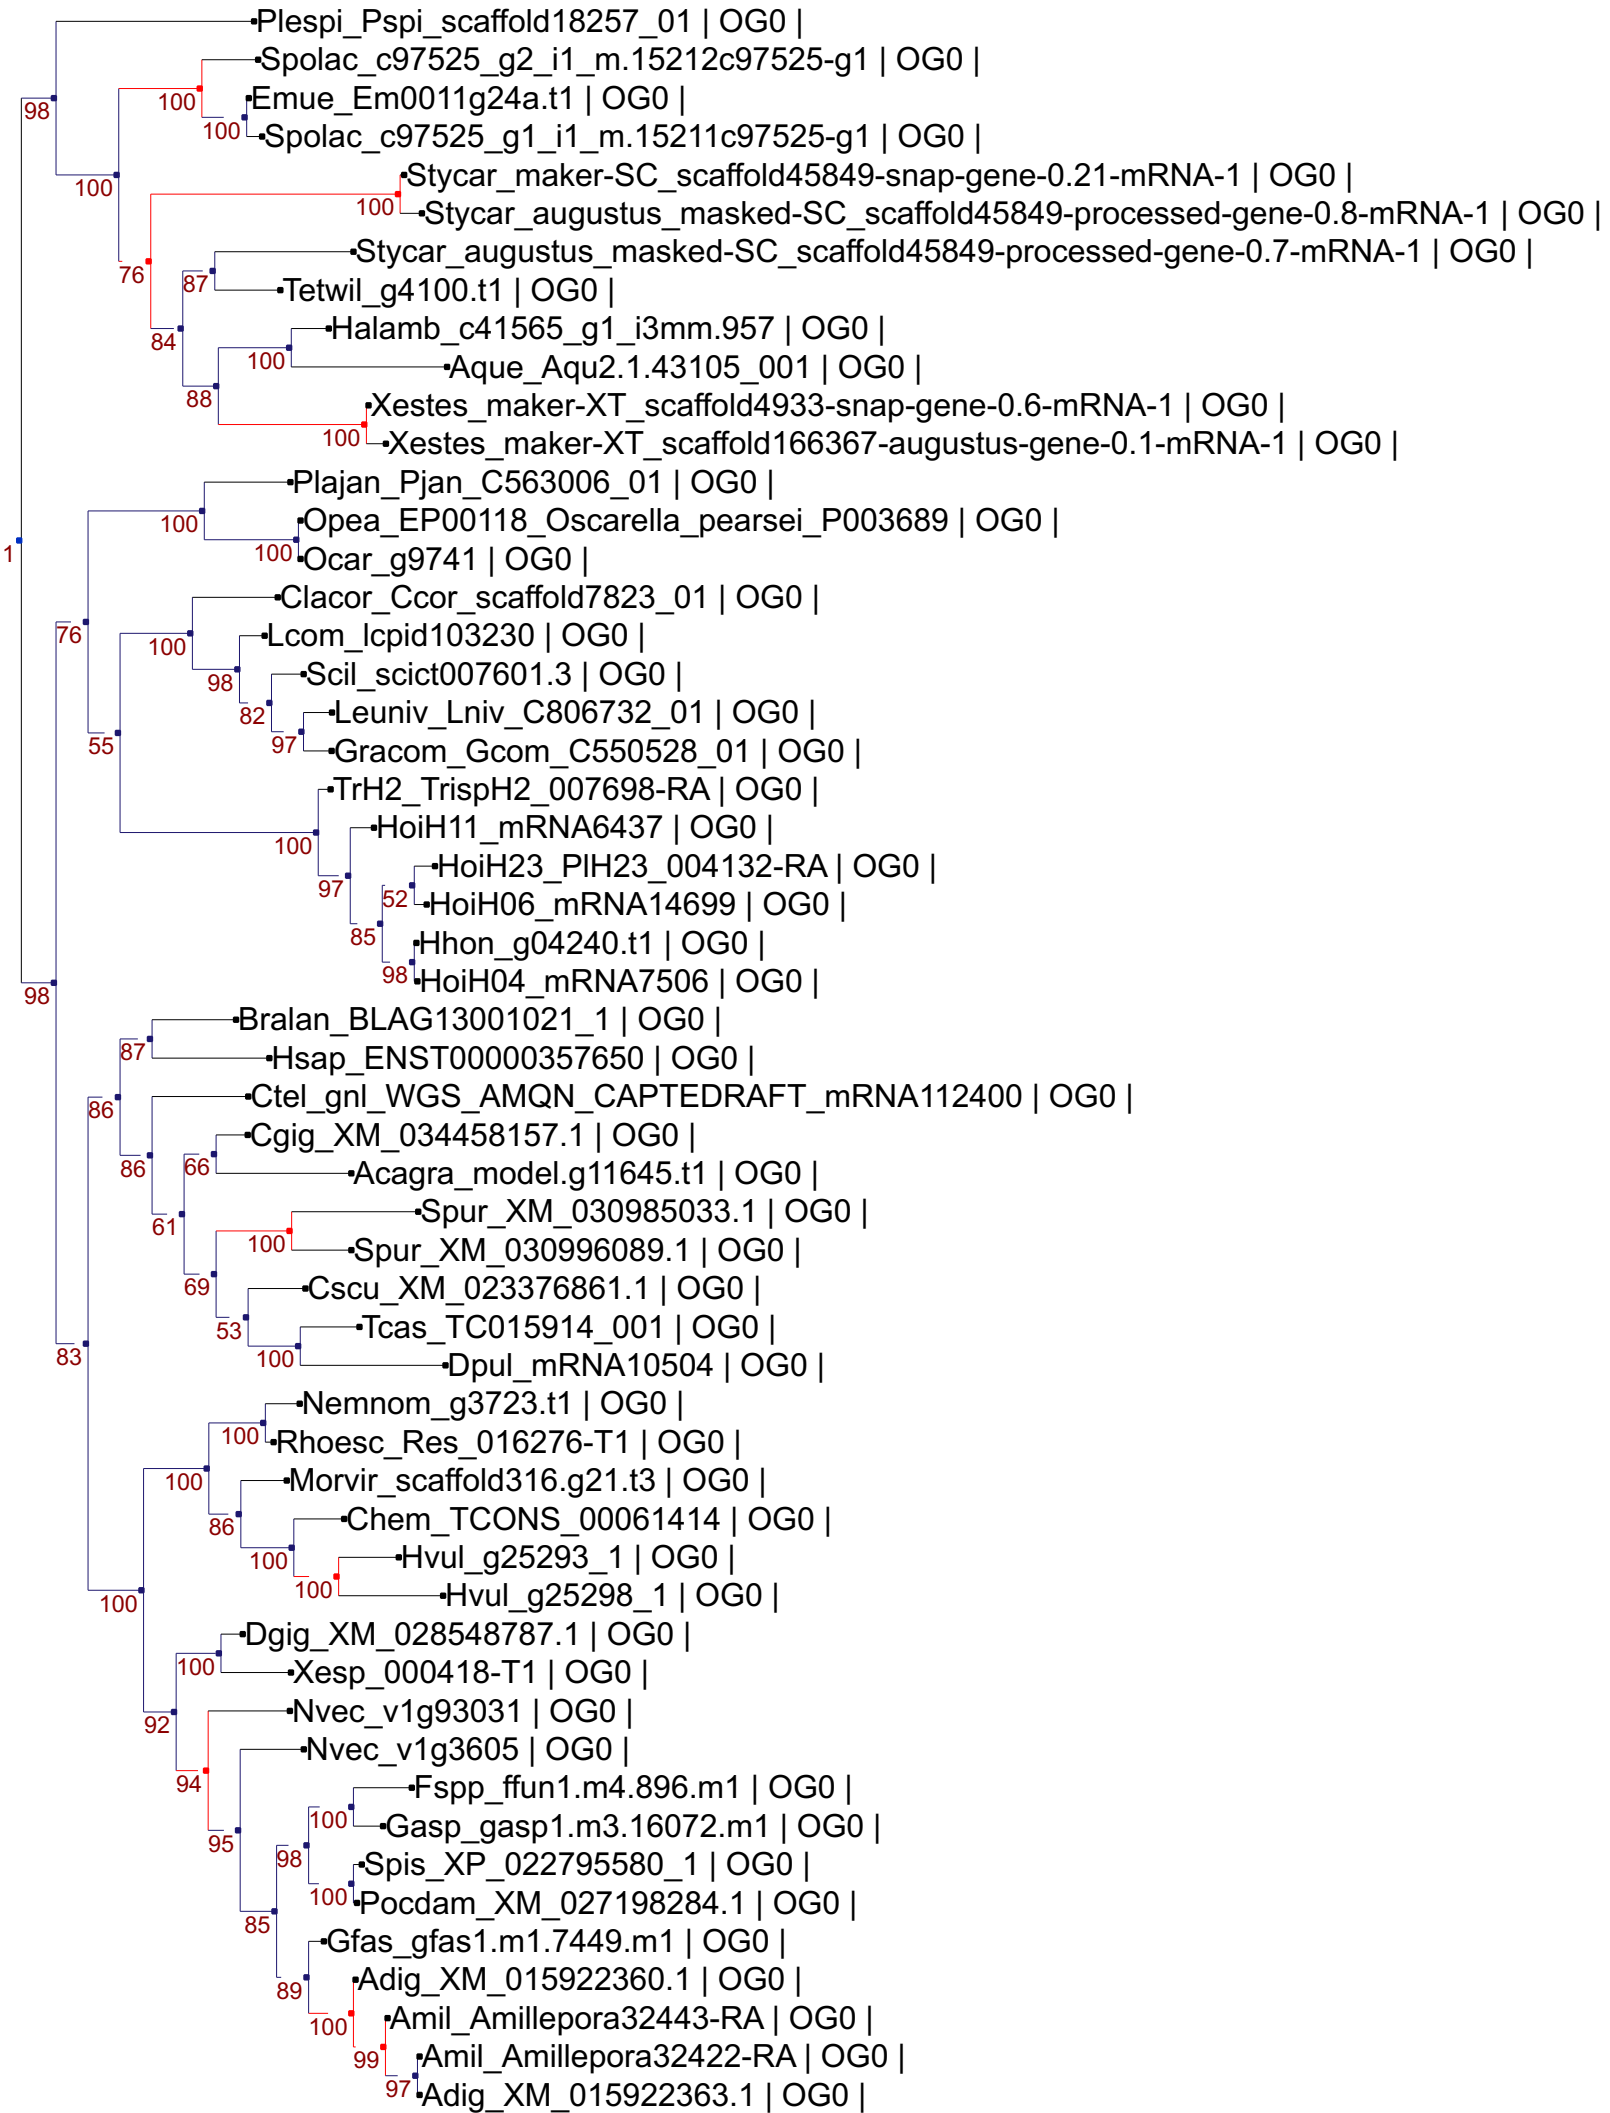 Plespi_Pspi_scaffold18257_01 | OG0 |
Spolac_c97525_g2_i1_m.15212c97525-g1 | OG0 |
98
100
Emue_Em0011g24a.t1 | OG0 |
100
Spolac_c97525_g1_i1_m.15211c97525-g1 | OG0 |
Stycar_maker-SC_scaffold45849-snap-gene-0.21-mRNA-1 | OG0 |
100
100
Stycar_augustus_masked-SC_scaffold45849-processed-gene-0.8-mRNA-1 | OG0 |
Stycar_augustus_masked-SC_scaffold45849-processed-gene-0.7-mRNA-1 | OG0 |
76
87
Tetwil_g4100.t1 | OG0 |
Halamb_c41565_g1_i3mm.957 | OG0 |
84
100
Aque_Aqu2.1.43105_001 | OG0 |
88
Xestes_maker-XT_scaffold4933-snap-gene-0.6-mRNA-1 | OG0 |
100
Xestes_maker-XT_scaffold166367-augustus-gene-0.1-mRNA-1 | OG0 |
Plajan_Pjan_C563006_01 | OG0 |
100
Opea_EP00118_Oscarella_pearsei_P003689 | OG0 |
1
100
Ocar_g9741 | OG0 |
Clacor_Ccor_scaffold7823_01 | OG0 |
76
100
Lcom_lcpid103230 | OG0 |
98
Scil_scict007601.3 | OG0 |
82
Leuniv_Lniv_C806732_01 | OG0 |
55
97
Gracom_Gcom_C550528_01 | OG0 |
TrH2_TrispH2_007698-RA | OG0 |
100
HoiH11_mRNA6437 | OG0 |
97
HoiH23_PlH23_004132-RA | OG0 |
52
HoiH06_mRNA14699 | OG0 |
85
Hhon_g04240.t1 | OG0 |
98
98
HoiH04_mRNA7506 | OG0 |
Bralan_BLAG13001021_1 | OG0 |
87
Hsap_ENST00000357650 | OG0 |
86
Ctel_gnl_WGS_AMQN_CAPTEDRAFT_mRNA112400 | OG0 |
Cgig_XM_034458157.1 | OG0 |
86
66
Acagra_model.g11645.t1 | OG0 |
61
Spur_XM_030985033.1 | OG0 |
100
Spur_XM_030996089.1 | OG0 |
69
Cscu_XM_023376861.1 | OG0 |
53
Tcas_TC015914_001 | OG0 |
83
100
Dpul_mRNA10504 | OG0 |
Nemnom_g3723.t1 | OG0 |
100
Rhoesc_Res_016276-T1 | OG0 |
100
Morvir_scaffold316.g21.t3 | OG0 |
86
Chem_TCONS_00061414 | OG0 |
100
Hvul_g25293_1 | OG0 |
100
100
Hvul_g25298_1 | OG0 |
Dgig_XM_028548787.1 | OG0 |
100
Xesp_000418-T1 | OG0 |
92
Nvec_v1g93031 | OG0 |
Nvec_v1g3605 | OG0 |
94
Fspp_ffun1.m4.896.m1 | OG0 |
100
Gasp_gasp1.m3.16072.m1 | OG0 |
95
98
Spis_XP_022795580_1 | OG0 |
100
Pocdam_XM_027198284.1 | OG0 |
85
Gfas_gfas1.m1.7449.m1 | OG0 |
89
Adig_XM_015922360.1 | OG0 |
100
Amil_Amillepora32443-RA | OG0 |
99
Amil_Amillepora32422-RA | OG0 |
97
Adig_XM_015922363.1 | OG0 |